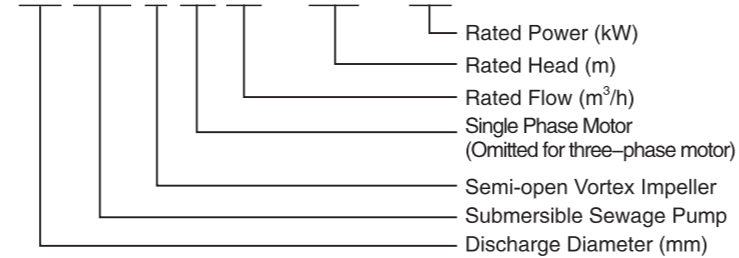 Rated Power (kW)
Rated Head (m)
Rated Flow (m³/h)
Single Phase Motor
(Omitted for three–phase motor)
Semi-open Vortex Impeller
Submersible Sewage Pump
Discharge Diameter (mm)